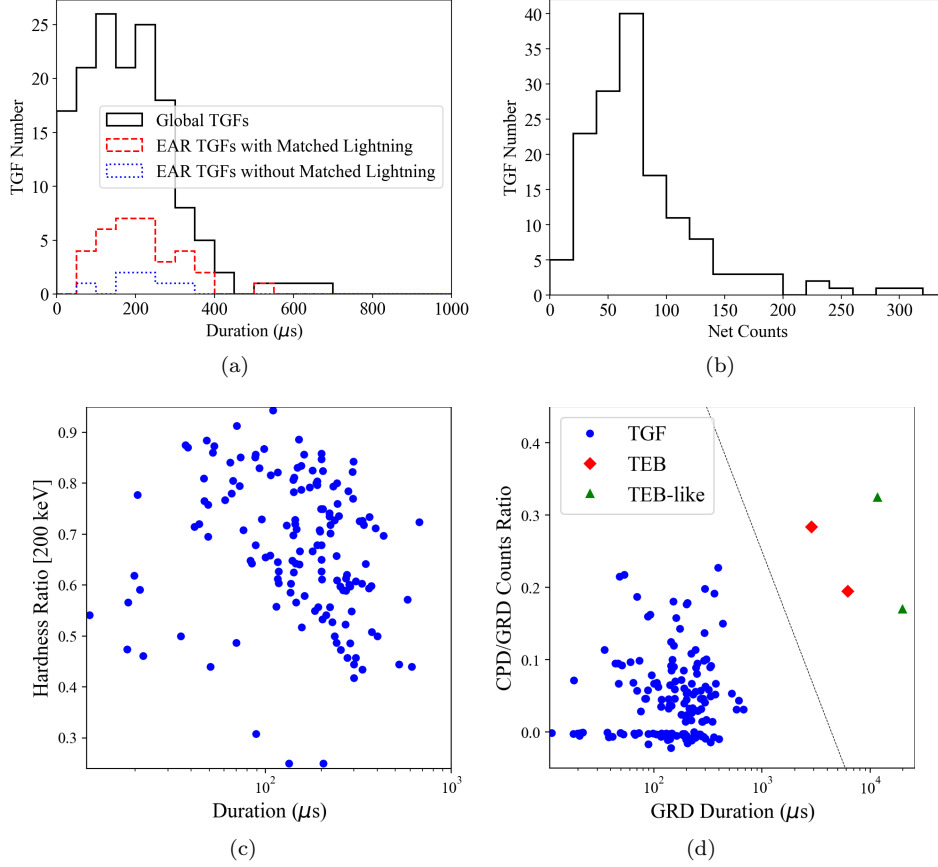 25
20
15
10
5
0
TGF Number
Global TGFs
EAR TGFs with Matched Lightning
EAR TGFs without Matched Lightning
0 200 400 600 800 1000
Duration (μs)
(a)
40
35
30
25
20
15
10
5
0
TGF Number
0 50 100 150 200 250 300
Net Counts
(b)
0.9
0.8
0.7
0.6
0.5
0.4
0.3
Hardness Ratio [200 keV]
10² 10³
Duration (μs)
(c)
0.4
0.3
0.2
0.1
0.0
CPD/GRD Counts Ratio
TGF
TEB
TEB-like
10² 10³ 10⁴
GRD Duration (μs)
(d)